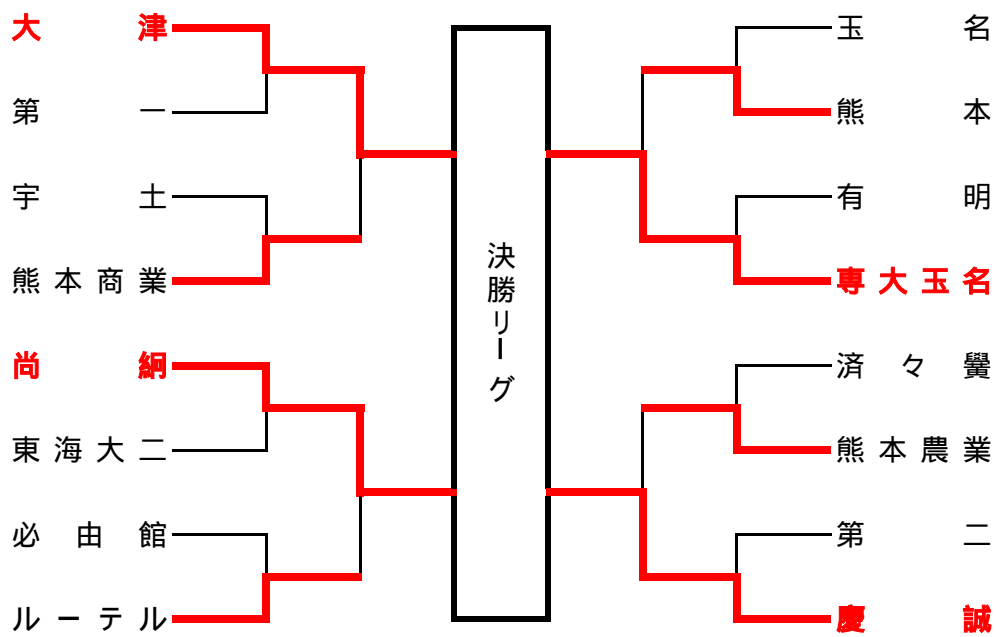 大津
第一
宇土
熊本商業
尚絅
東海大二
必由館
ルーテル
決勝リーグ
玉名
熊本
有明
専大玉名
済々黌
熊本農業
第二
慶誠